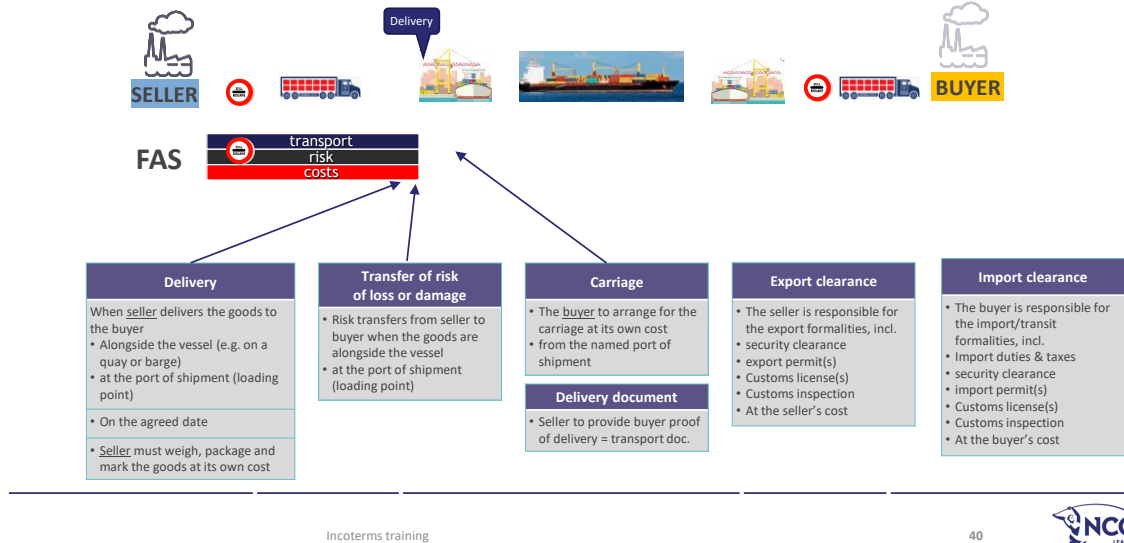 Delivery
SELLER
BUYER
FAS
transport
risk
costs
Delivery
When seller delivers the goods to
the buyer
• Alongside the vessel (e.g. on a
quay or barge)
• at the port of shipment (loading
point)
• On the agreed date
• Seller must weigh, package and
mark the goods at its own cost
Transfer of risk
of loss or damage
• Risk transfers from seller to
buyer when the goods are
alongside the vessel
• at the port of shipment
(loading point)
Carriage
• The buyer to arrange for the
carriage at its own cost
• from the named port of
shipment
Delivery document
• Seller to provide buyer proof
of delivery = transport doc.
Export clearance
• The seller is responsible for
the export formalities, incl.
• security clearance
• export permit(s)
• Customs license(s)
• Customs inspection
• At the seller's cost
Import clearance
• The buyer is responsible for
the import/transit
formalities, incl.
• Import duties & taxes
• security clearance
• import permit(s)
• Customs license(s)
• Customs inspection
• At the buyer's cost
Incoterms training
40